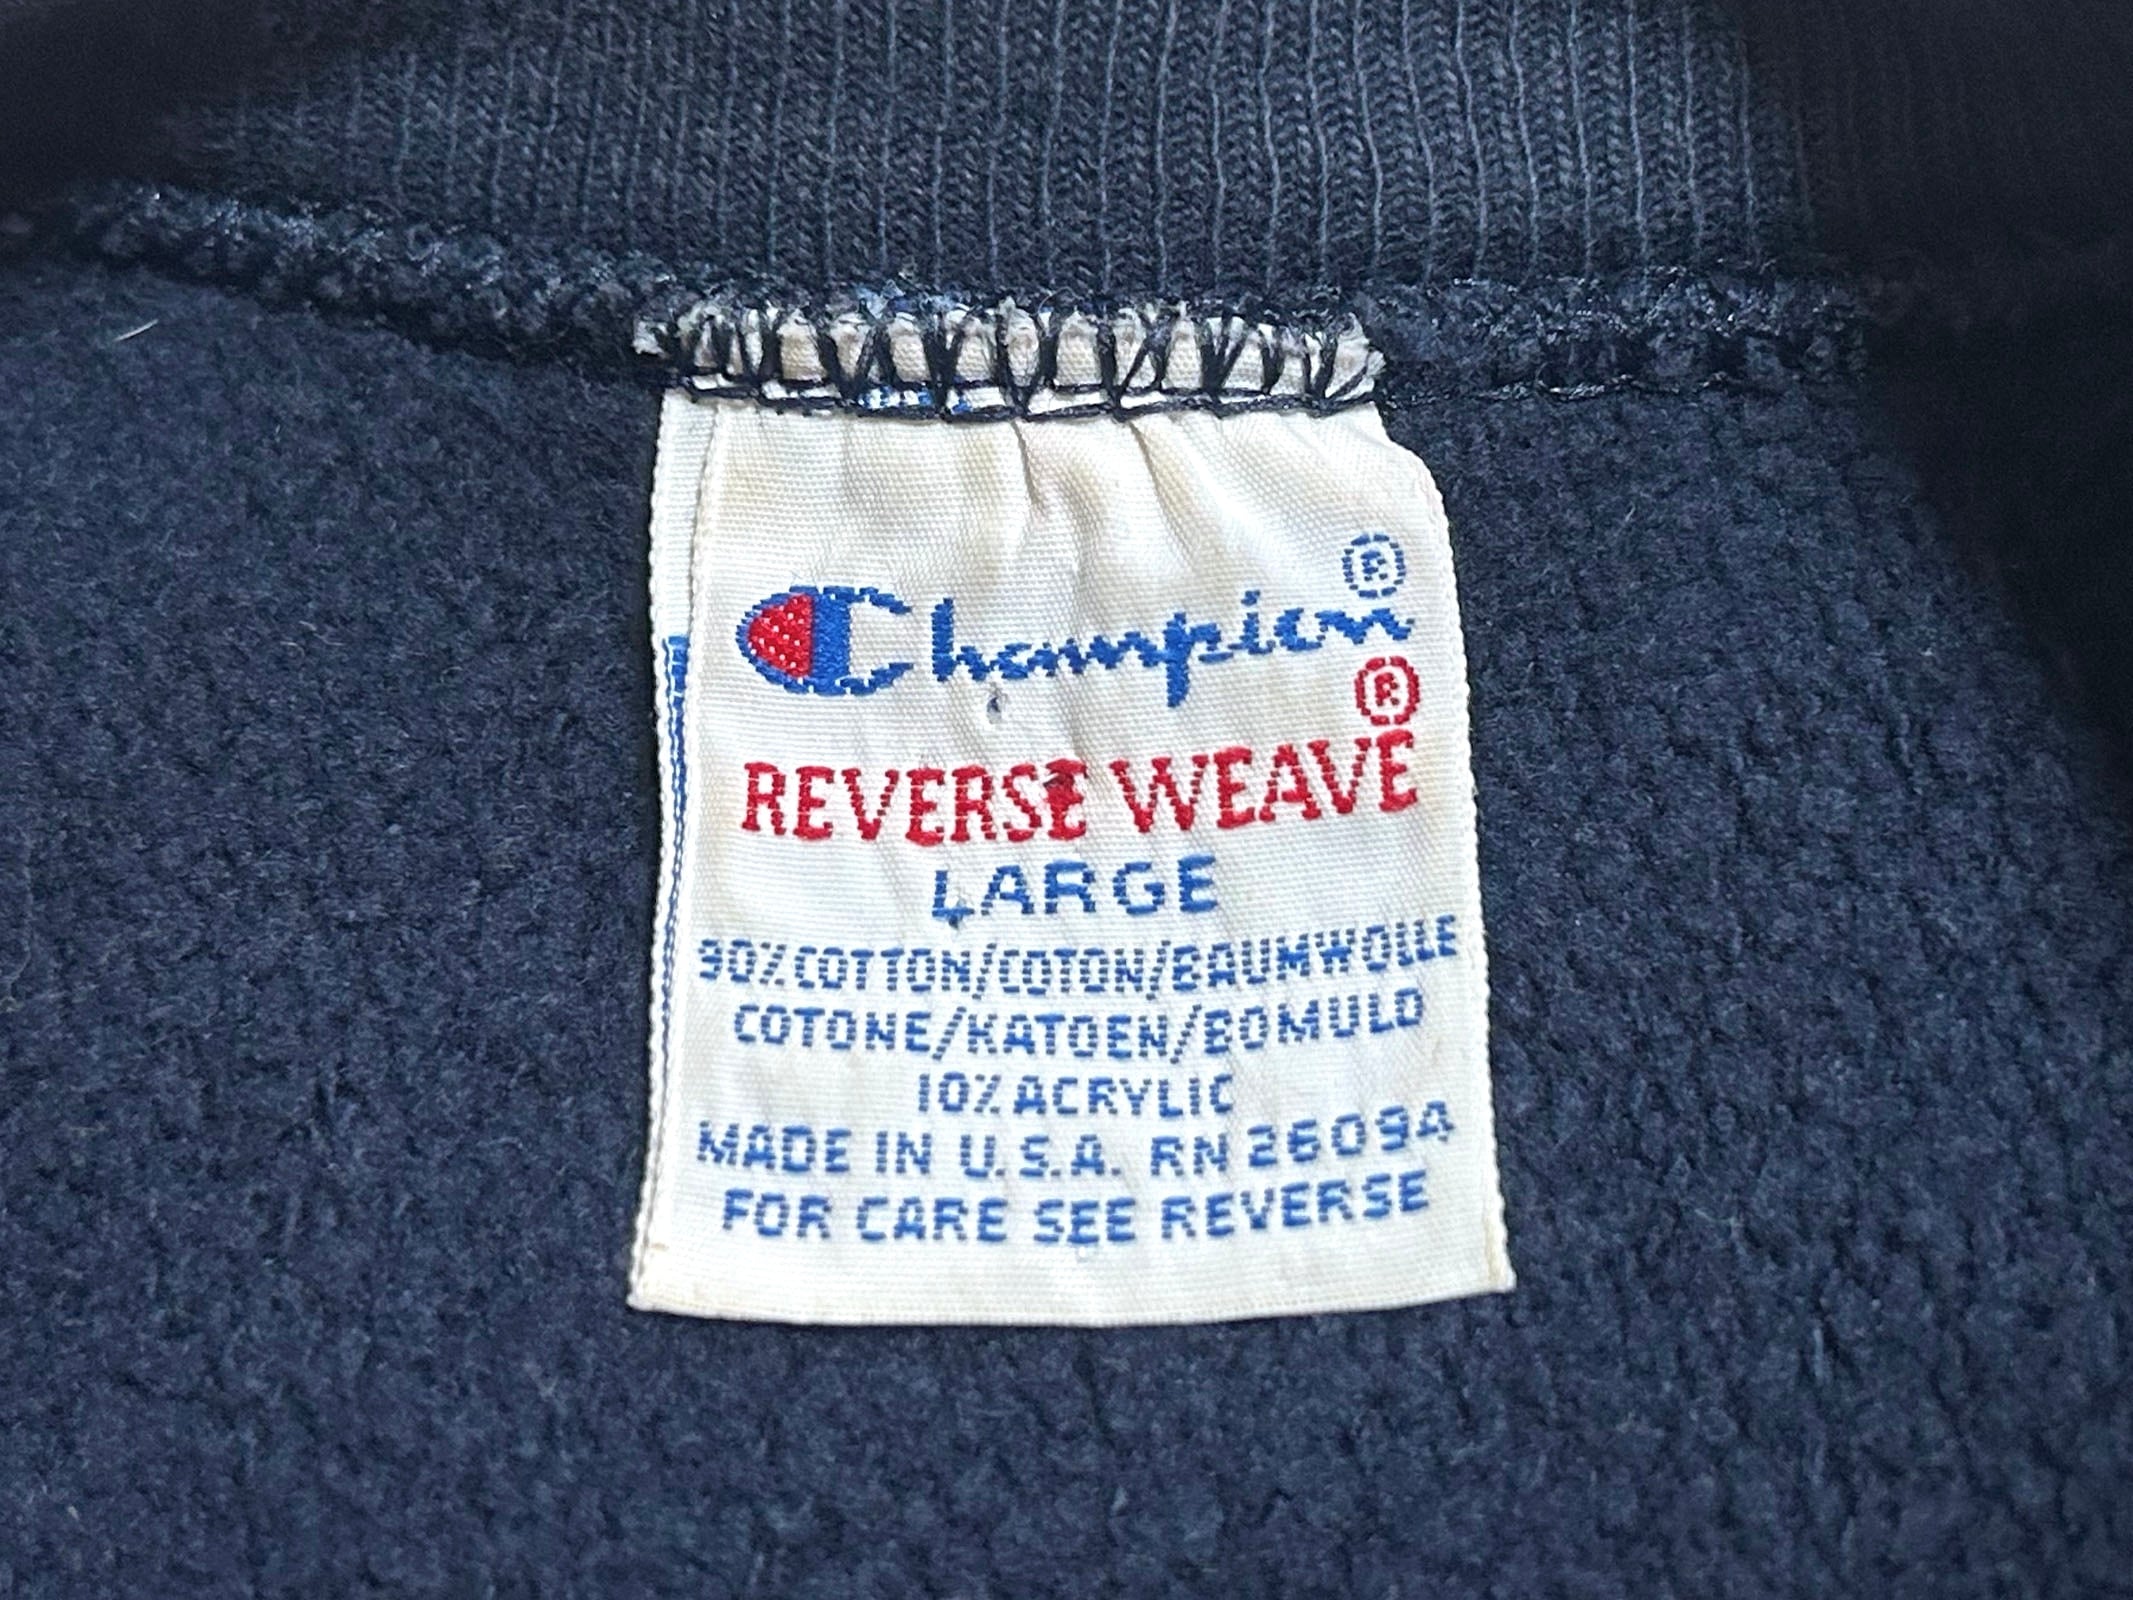 Champion®
®
REVERSE WEAVE
LARGE
90% COTTON/COTON/BAUMWOLLE
COTONE/KATOEN/BOMULD
10% ACRYLIC
MADE IN U.S.A. RN 26094
FOR CARE SEE REVERSE